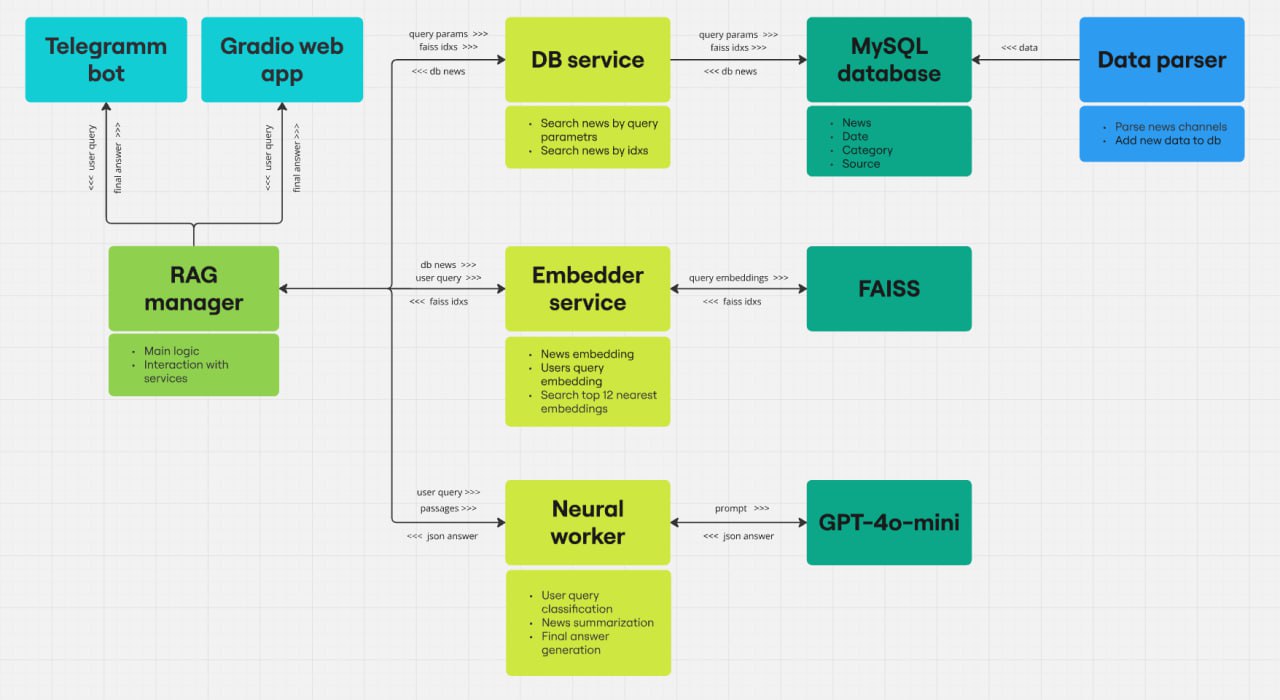 Telegramm
bot
Gradio web
app
query params >>>
faiss idxs >>>
<<< db news
DB service
• Search news by query
parametrs
• Search news by idxs
query params >>>
faiss idxs >>>
<<< db news
MySQL
database
• News
• Date
• Category
• Source
<<< data
Data parser
• Parse news channels
• Add new data to db
<<< user query
final answer >>>
<<< user query
final answer >>>
RAG
manager
• Main logic
• Interaction with
services
db news >>>
user query >>>
<<< faiss idxs
Embedder
service
• News embedding
• Users query
embedding
• Search top 12 nearest
embeddings
query embeddings >>>
<<< faiss idxs
FAISS
user query >>>
passages >>>
<<< json answer
Neural
worker
• User query
classification
• News summarization
• Final answer
generation
prompt >>>
<<< json answer
GPT-4o-mini